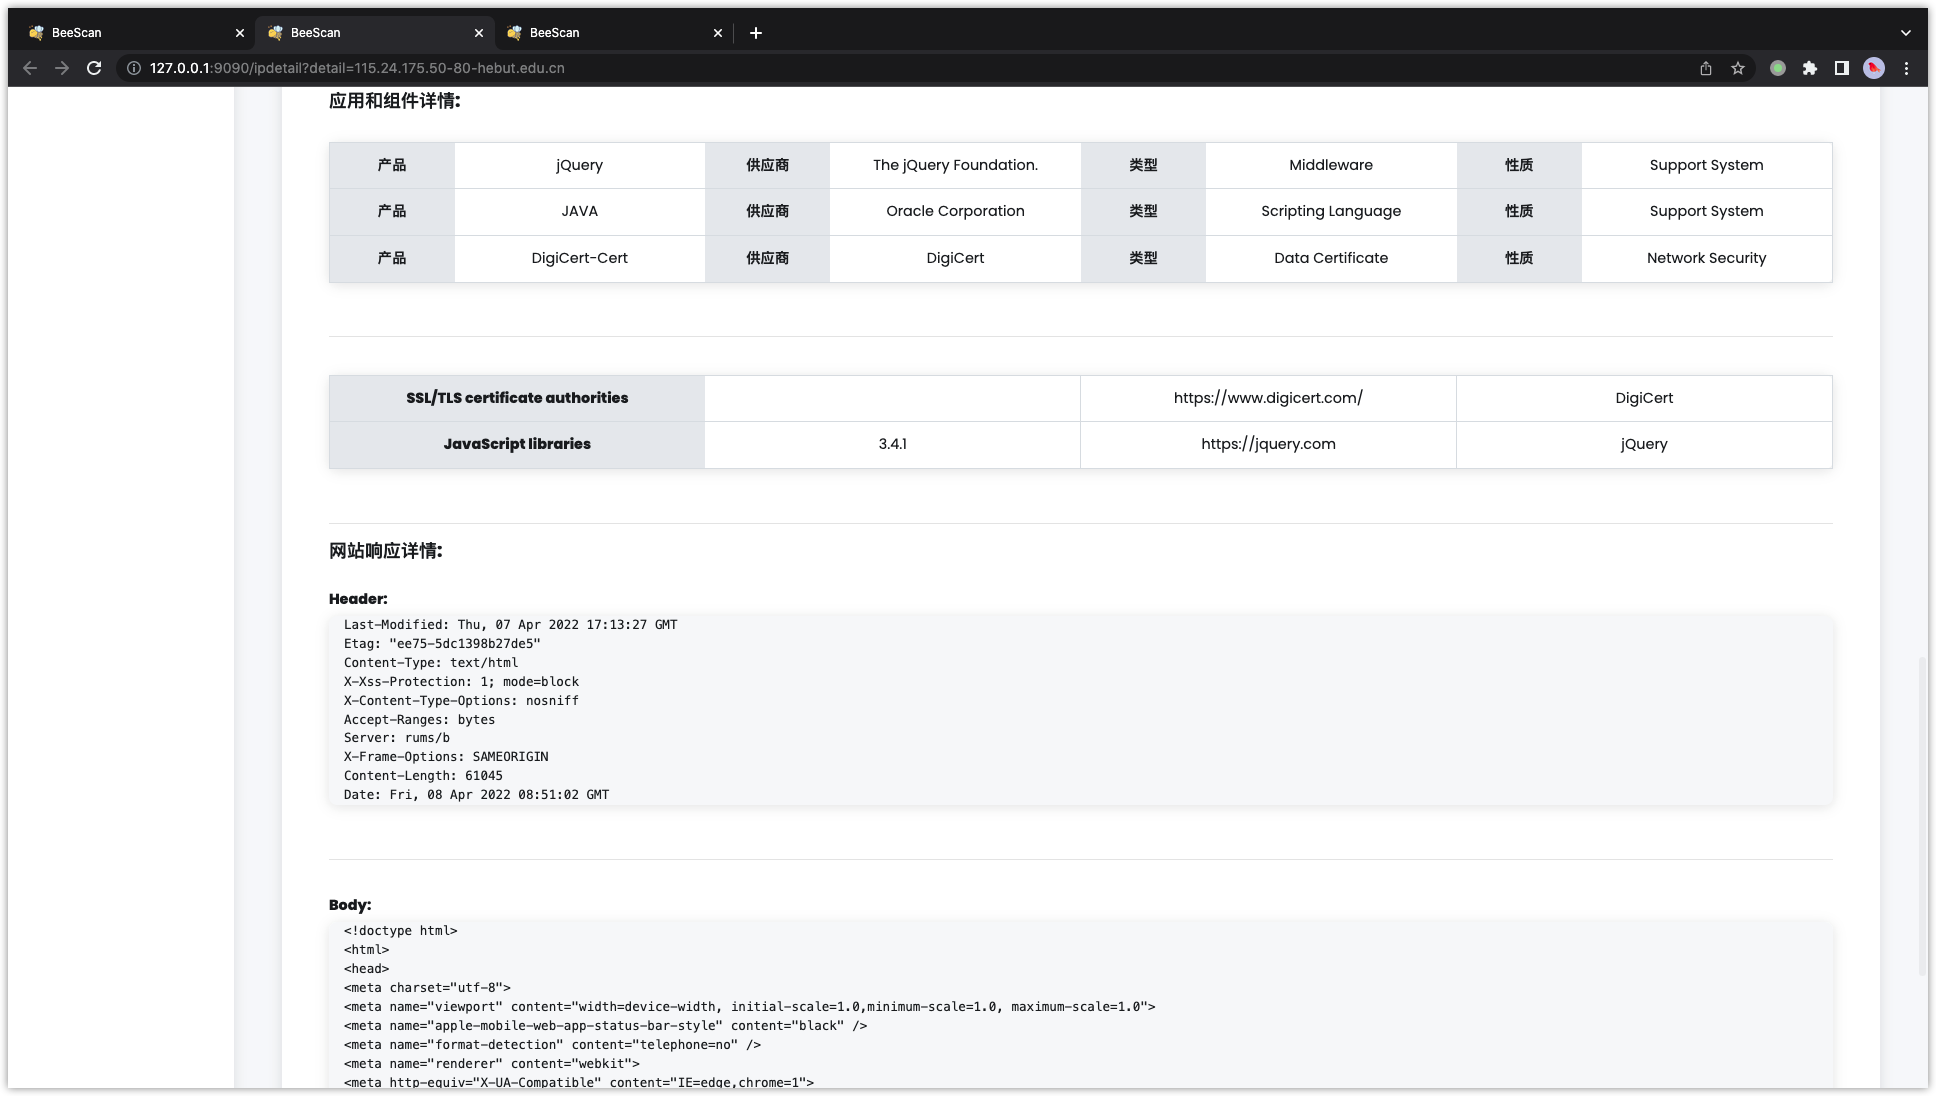 BeeScan
BeeScan
BeeScan
127.0.0.1:9090/ipdetail?detail=115.24.175.50-80-hebut.edu.cn
应用和组件详情:
产品 jQuery 供应商 The jQuery Foundation. 类型 Middleware 性质 Support System
产品 JAVA 供应商 Oracle Corporation 类型 Scripting Language 性质 Support System
产品 DigiCert-Cert 供应商 DigiCert 类型 Data Certificate 性质 Network Security
SSL/TLS certificate authorities https://www.digicert.com/ DigiCert
JavaScript libraries 3.4.1 https://jquery.com jQuery
网站响应详情:
Header:
Last-Modified: Thu, 07 Apr 2022 17:13:27 GMT
Etag: "ee75-5dc1398b27de5"
Content-Type: text/html
X-Xss-Protection: 1; mode=block
X-Content-Type-Options: nosniff
Accept-Ranges: bytes
Server: rums/b
X-Frame-Options: SAMEORIGIN
Content-Length: 61045
Date: Fri, 08 Apr 2022 08:51:02 GMT
Body:
<!doctype html>
<html>
<head>
<meta charset="utf-8">
<meta name="viewport" content="width=device-width, initial-scale=1.0,minimum-scale=1.0, maximum-scale=1.0">
<meta name="apple-mobile-web-app-status-bar-style" content="black" />
<meta name="format-detection" content="telephone=no" />
<meta name="renderer" content="webkit">
<meta http-equiv="X-UA-Compatible" content="IE=edge,chrome=1">